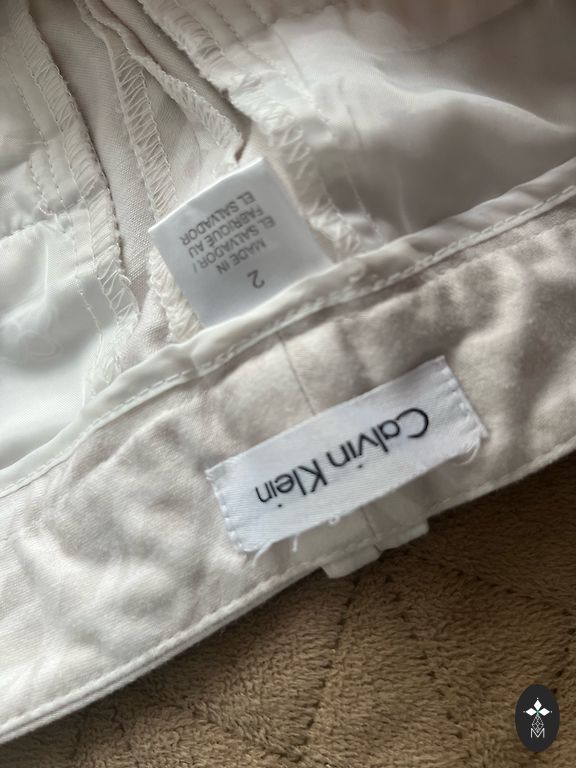 2
MADE IN
EL SALVADOR /
FABRIQUÉ AU
EL SALVADOR
Calvin Klein
M